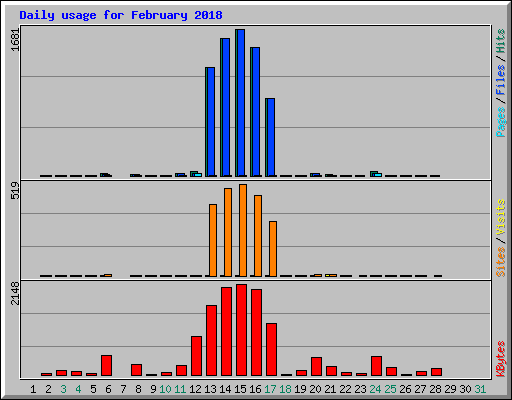 Daily usage for February 2018
1681
Pages / Files / Hits
519
Sites / Visits
2148
KBytes
1 2 3 4 5 6 7 8 9 10 11 12 13 14 15 16 17 18 19 20 21 22 23 24 25 26 27 28 29 30 31